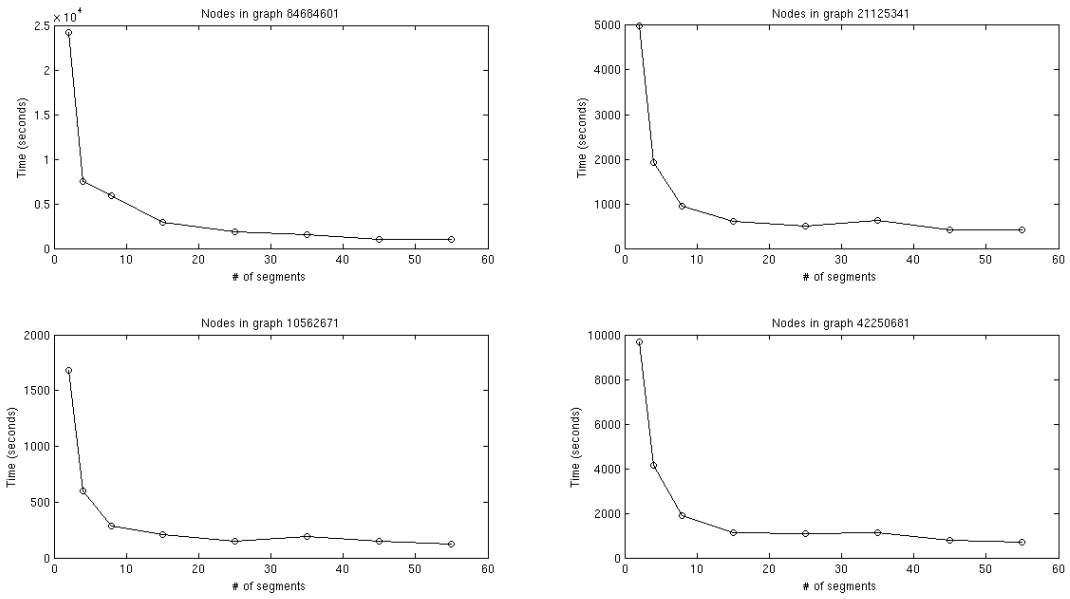 Nodes in graph 84684601
×10⁴
2.5
2
1.5
1
0.5
0
Time (seconds)
0 10 20 30 40 50 60
# of segments
Nodes in graph 21125341
5000
4000
3000
2000
1000
0
Time (seconds)
0 10 20 30 40 50 60
# of segments
Nodes in graph 10562671
2000
1500
1000
500
0
Time (seconds)
0 10 20 30 40 50 60
# of segments
Nodes in graph 42250681
10000
8000
6000
4000
2000
0
Time (seconds)
0 10 20 30 40 50 60
# of segments